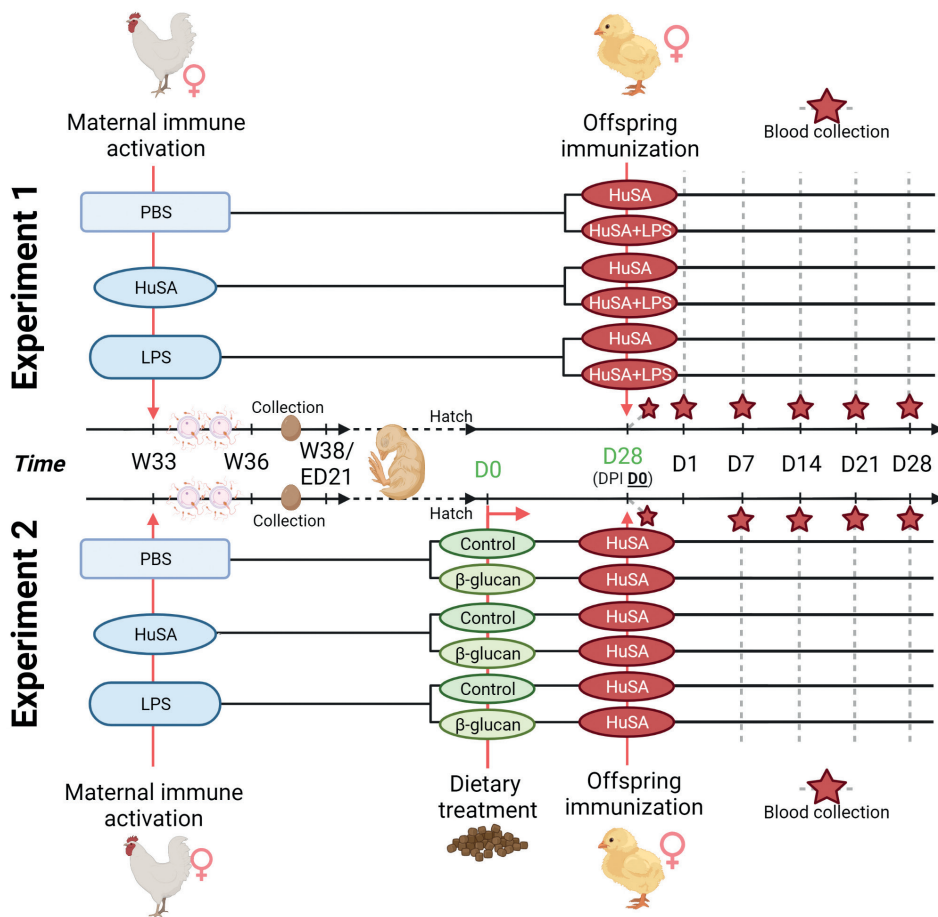 Maternal immune
activation
Offspring
immunization
Blood collection
Experiment 1
PBS
HuSA
HuSA+LPS
HuSA
HuSA
HuSA+LPS
LPS
HuSA
HuSA+LPS
Collection
Hatch
Time
W33
W36
W38/
ED21
D0
D28
(DPI D0)
D1
D7
D14
D21
D28
Collection
Hatch
Experiment 2
PBS
Control
HuSA
β-glucan
HuSA
HuSA
Control
HuSA
β-glucan
HuSA
LPS
Control
HuSA
β-glucan
HuSA
Maternal immune
activation
Dietary
treatment
Offspring
immunization
Blood collection